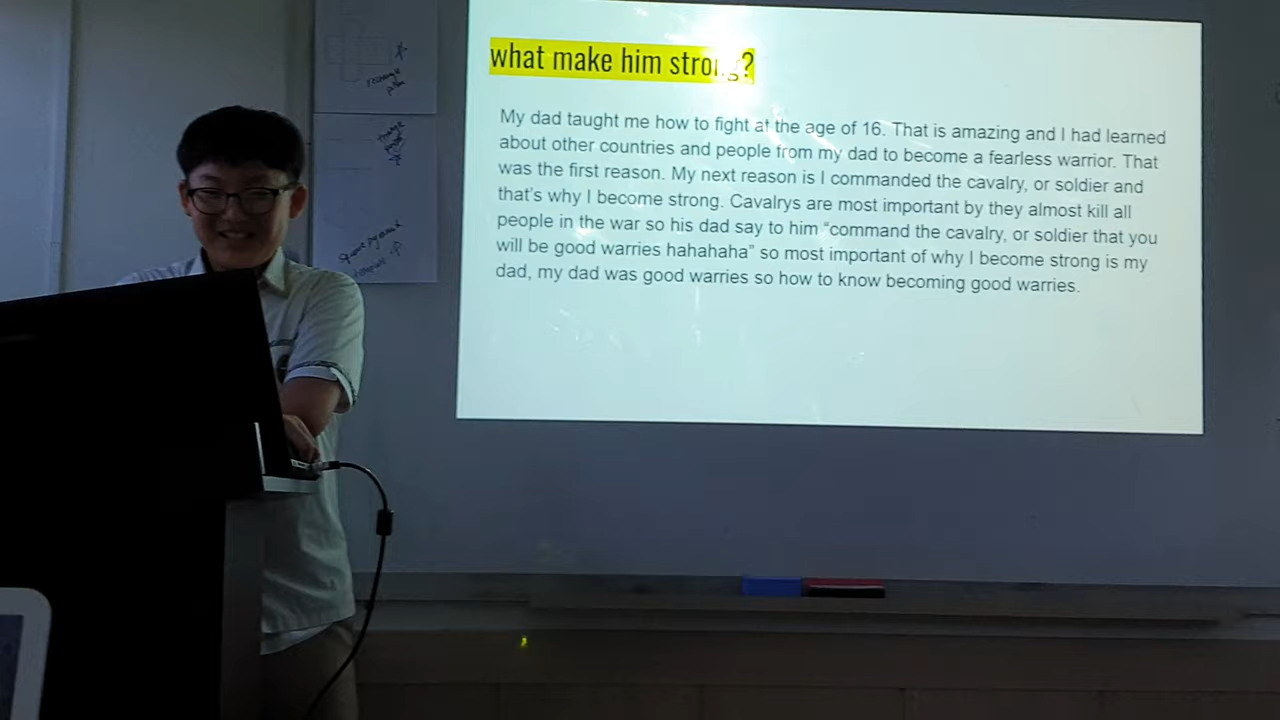 what make him strong?
My dad taught me how to fight at the age of 16. That is amazing and I had learned
about other countries and people from my dad to become a fearless warrior. That
was the first reason. My next reason is I commanded the cavalry, or soldier and
that's why I become strong. Cavalrys are most important by they almost kill all
people in the war so his dad say to him “command the cavalry, or soldier that you
will be good warries hahahaha” so most important of why I become strong is my
dad, my dad was good warries so how to know becoming good warries.